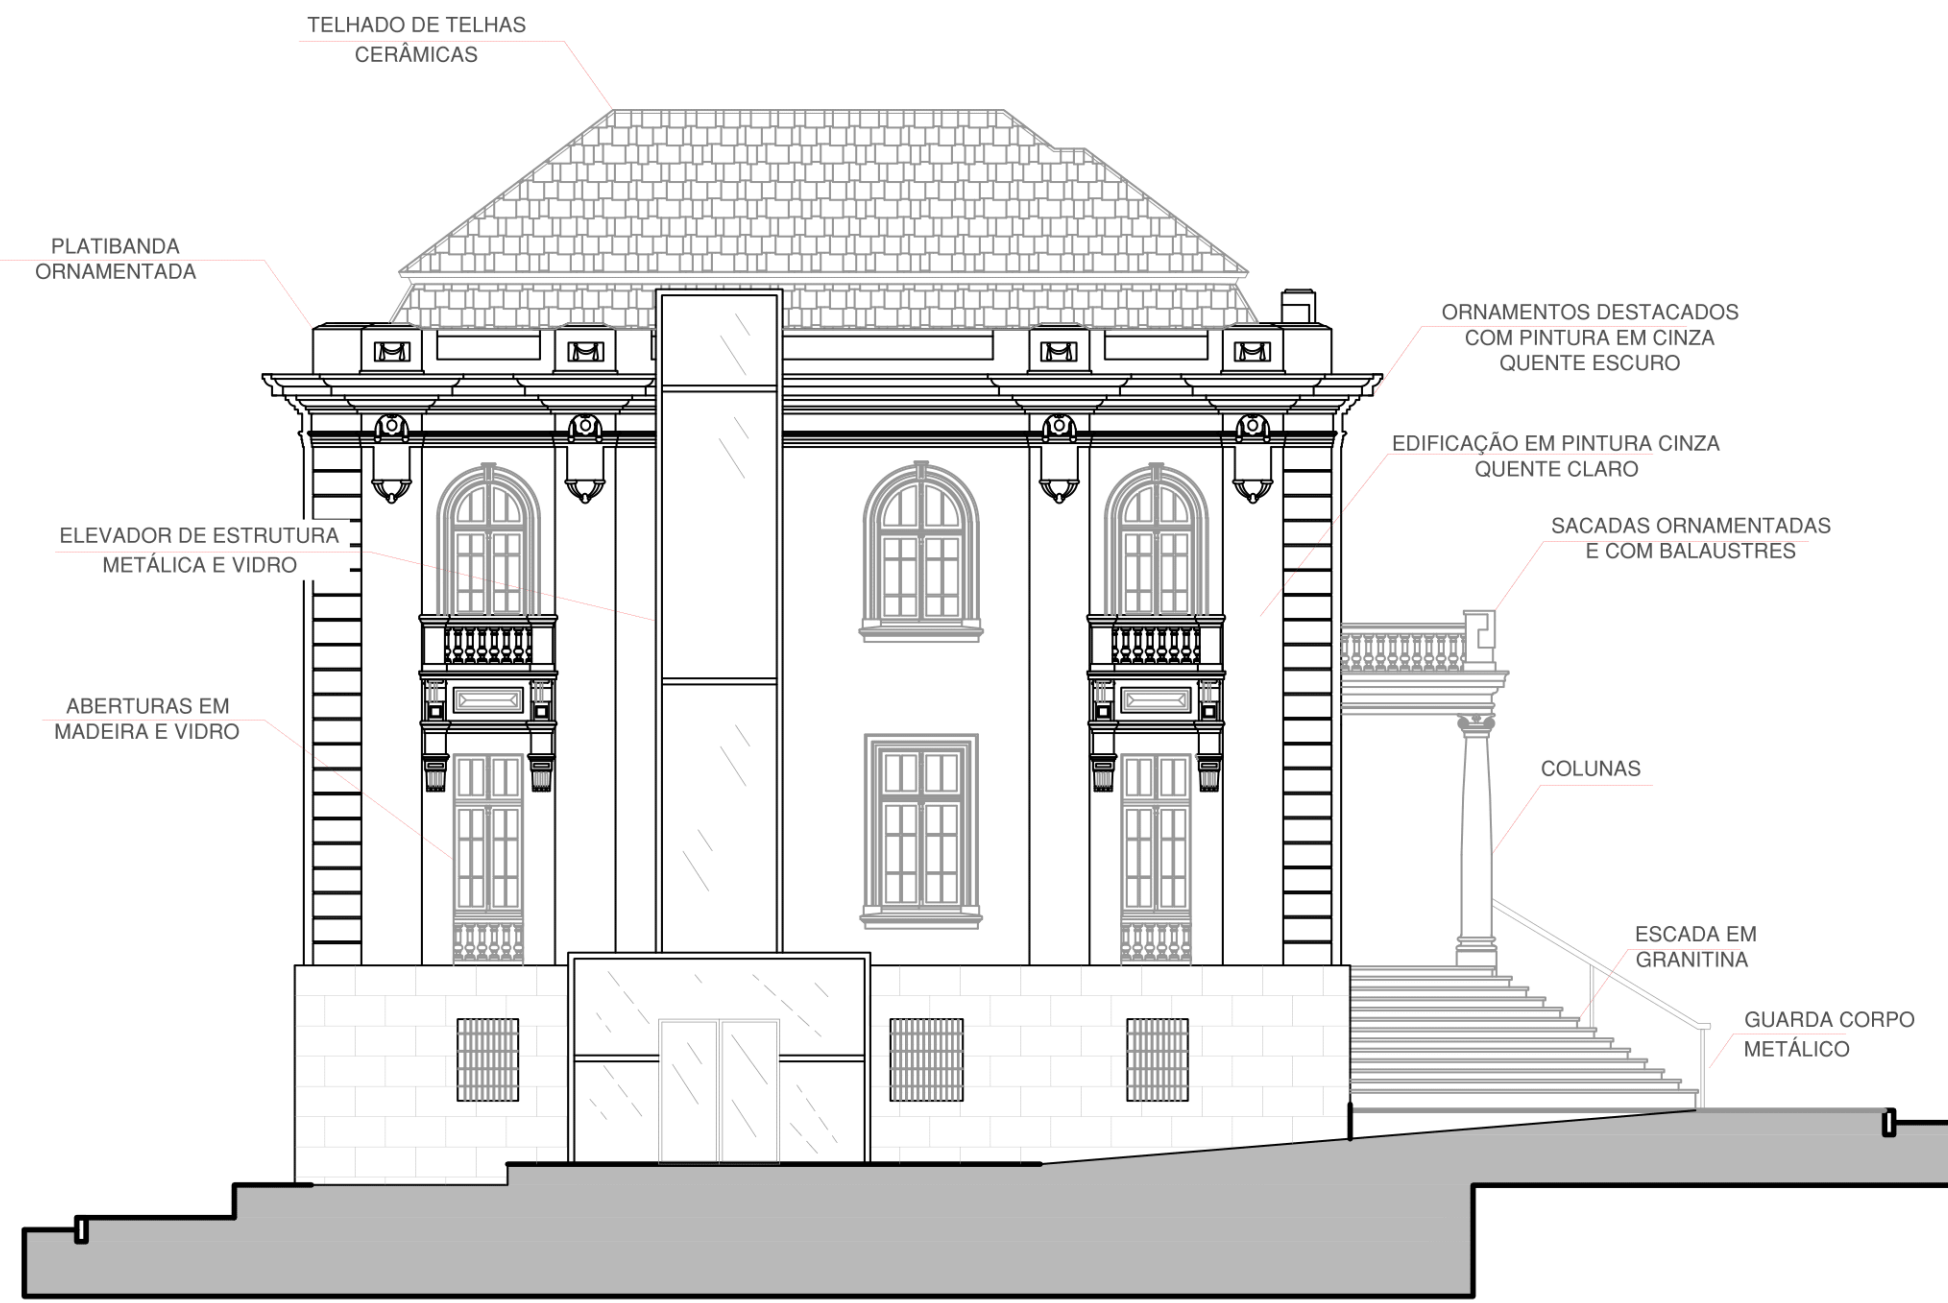 TELHADO DE TELHAS
CERÂMICAS
PLATIBANDA
ORNAMENTADA
ORNAMENTOS DESTACADOS
COM PINTURA EM CINZA
QUENTE ESCURO
EDIFICAÇÃO EM PINTURA CINZA
QUENTE CLARO
ELEVADOR DE ESTRUTURA
METÁLICA E VIDRO
SACADAS ORNAMENTADAS
E COM BALAUSTRES
ABERTURAS EM
MADEIRA E VIDRO
COLUNAS
ESCADA EM
GRANITINA
GUARDA CORPO
METÁLICO